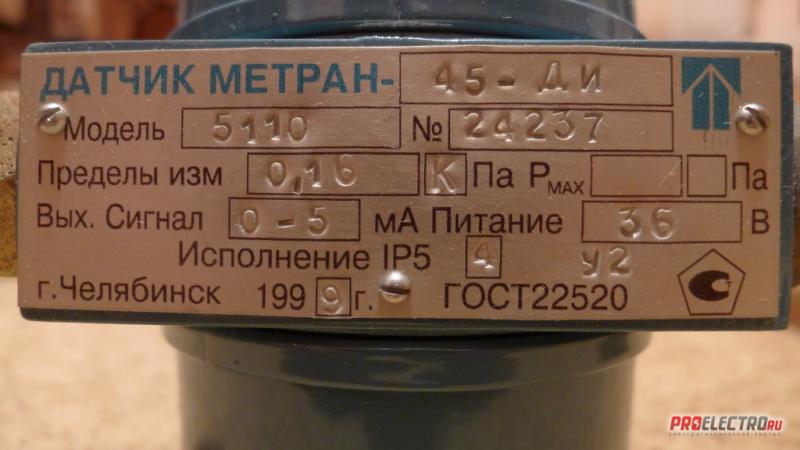 ДАТЧИК МЕТРАН- 45-ДИ
Модель 5110 № 24237
Пределы изм 0,16 К Па Рмах Па
Вых. Сигнал 0-5 мА Питание 36 В
Исполнение IP5 4 У2
г.Челябинск 199 9 г. ГОСТ22520
PROELECTRO.RU